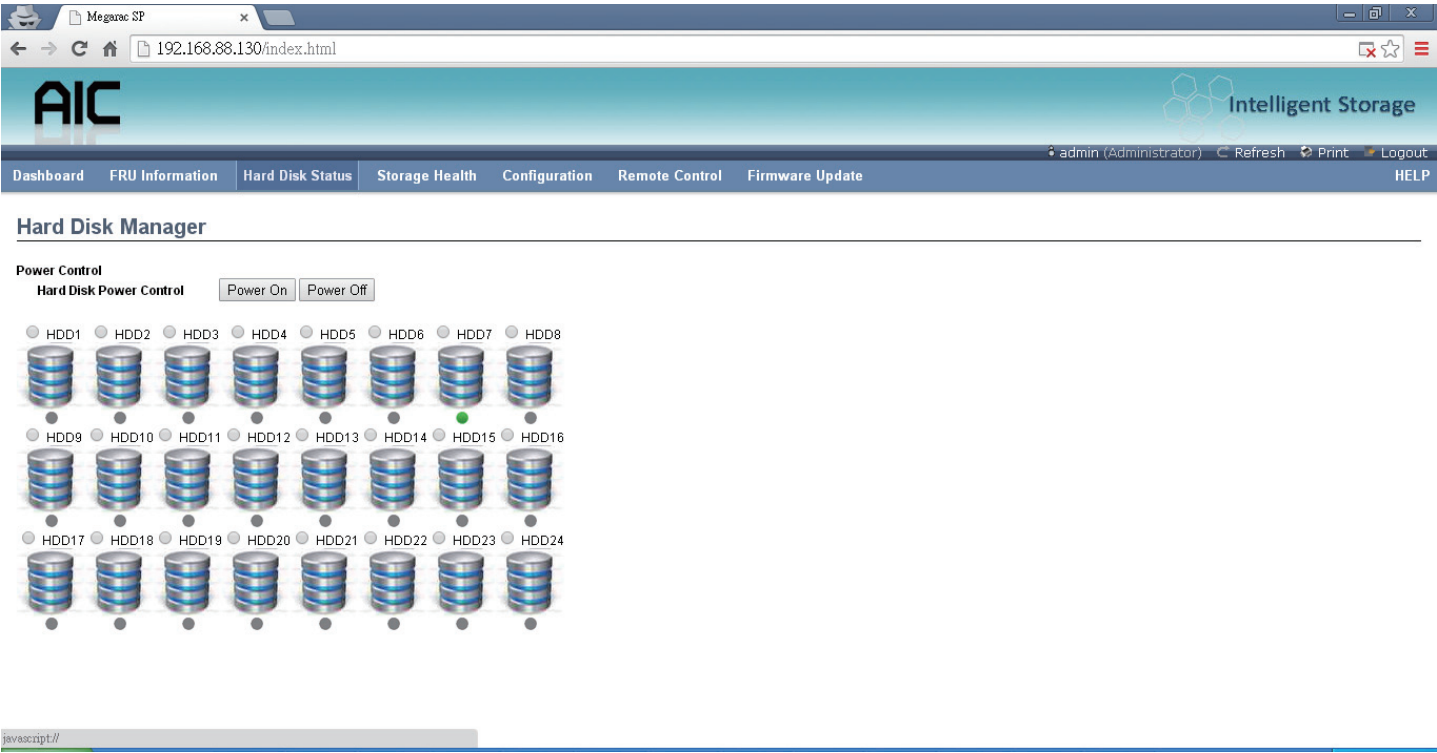 Megarac SP
192.168.88.130/index.html
AIC
Intelligent Storage
admin (Administrator) Refresh Print Logout
Dashboard FRU Information Hard Disk Status Storage Health Configuration Remote Control Firmware Update HELP
Hard Disk Manager
Power Control
Hard Disk Power Control Power On Power Off
HDD1 HDD2 HDD3 HDD4 HDD5 HDD6 HDD7 HDD8
HDD9 HDD10 HDD11 HDD12 HDD13 HDD14 HDD15 HDD16
HDD17 HDD18 HDD19 HDD20 HDD21 HDD22 HDD23 HDD24
javascript://